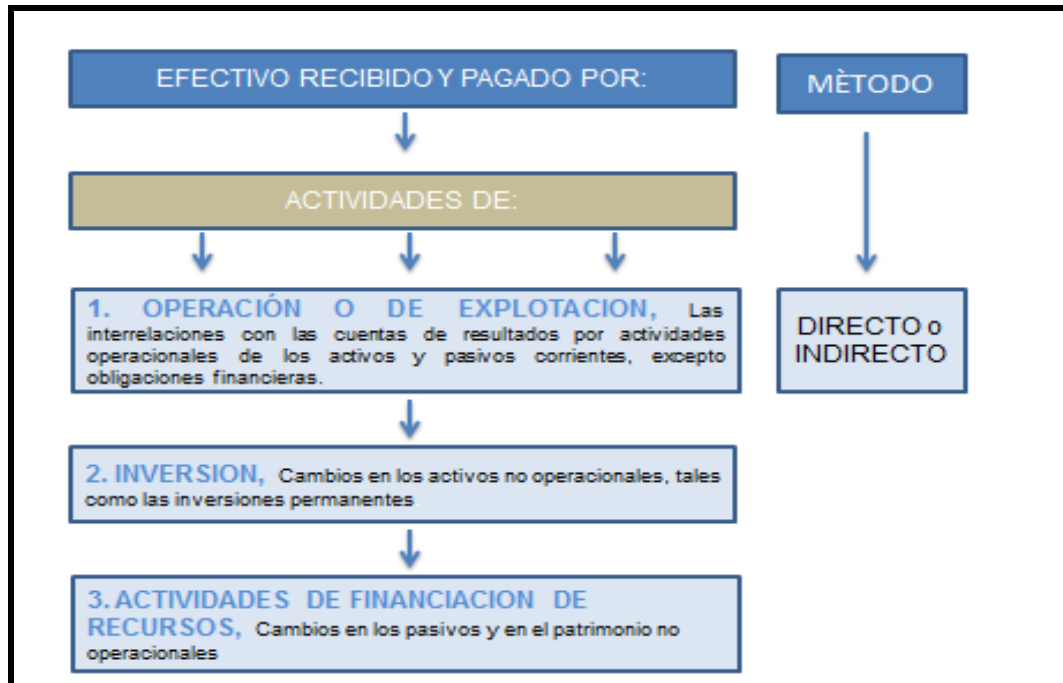 EFECTIVO RECIBIDO Y PAGADO POR:
MÈTODO
ACTIVIDADES DE:
1. OPERACIÓN O DE EXPLOTACION, Las
interrelaciones con las cuentas de resultados por actividades
operacionales de los activos y pasivos corrientes, excepto
obligaciones financieras.
DIRECTO o
INDIRECTO
2. INVERSION, Cambios en los activos no operacionales, tales
como las inversiones permanentes
3. ACTIVIDADES DE FINANCIACION DE
RECURSOS, Cambios en los pasivos y en el patrimonio no
operacionales